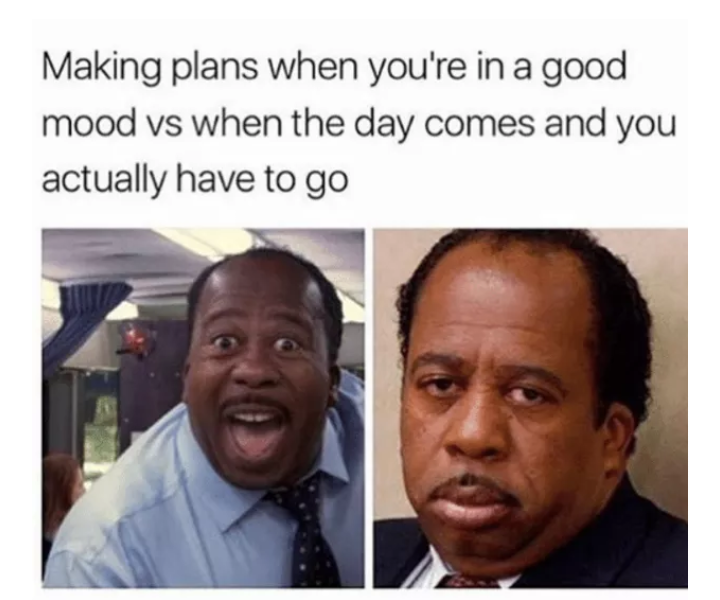 Making plans when you're in a good
mood vs when the day comes and you
actually have to go